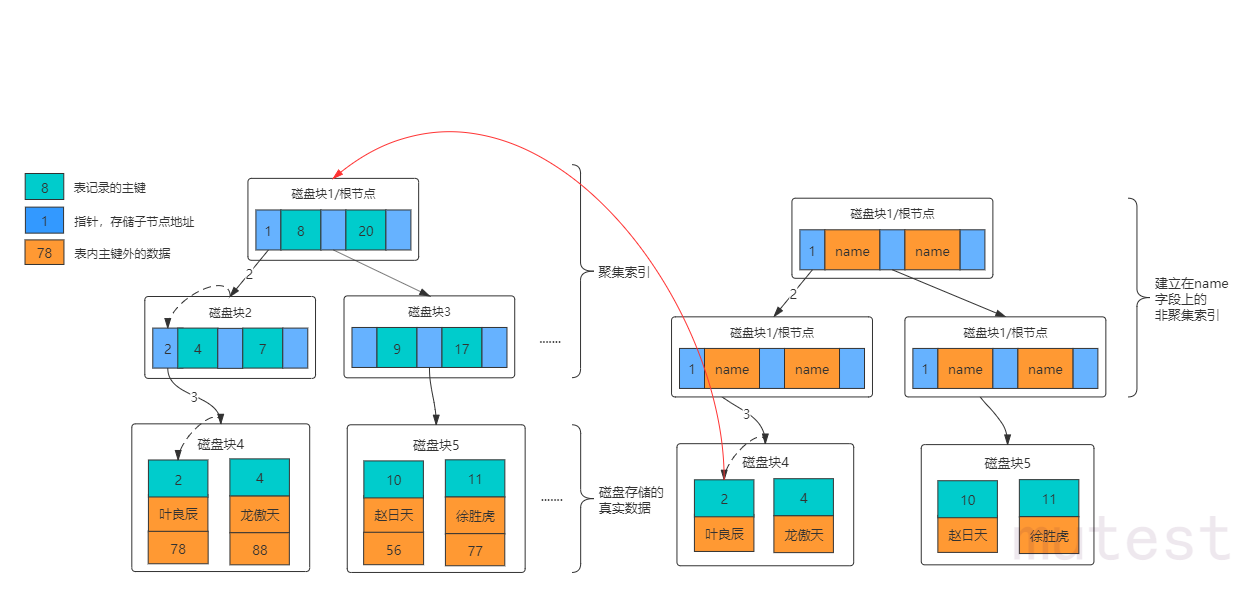 8
表记录的主键
1
指针，存储子节点地址
78
表内主键外的数据
磁盘块1/根节点
1 8 20
2
磁盘块2
2 4 7
磁盘块3
9 17
.......
聚集索引
3
磁盘块4
2 4
叶良辰 龙傲天
78 88
磁盘块5
10 11
赵日天 徐胜虎
56 77
.......
磁盘存储的
真实数据
磁盘块1/根节点
1 name name
2
磁盘块1/根节点
1 name name
磁盘块1/根节点
1 name name
建立在name
字段上的
非聚集索引
3
磁盘块4
2 4
叶良辰 龙傲天
磁盘块5
10 11
赵日天 徐胜虎
mutest